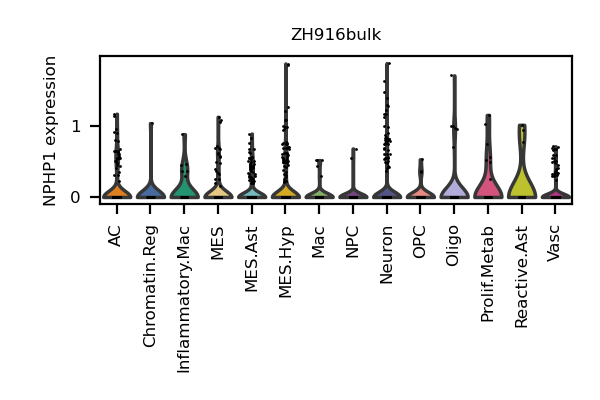 ZH916bulk
NPHP1 expression
1
0
AC
Chromatin.Reg
Inflammatory.Mac
MES
MES.Ast
MES.Hyp
Mac
NPC
Neuron
OPC
Oligo
Prolif.Metab
Reactive.Ast
Vasc